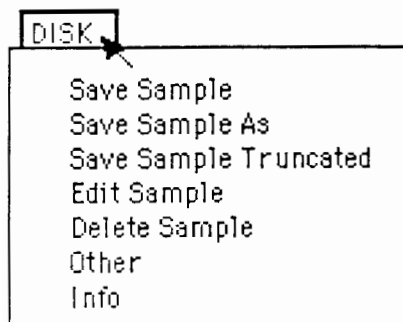 DISK
Save Sample
Save Sample As
Save Sample Truncated
Edit Sample
Delete Sample
Other
Info